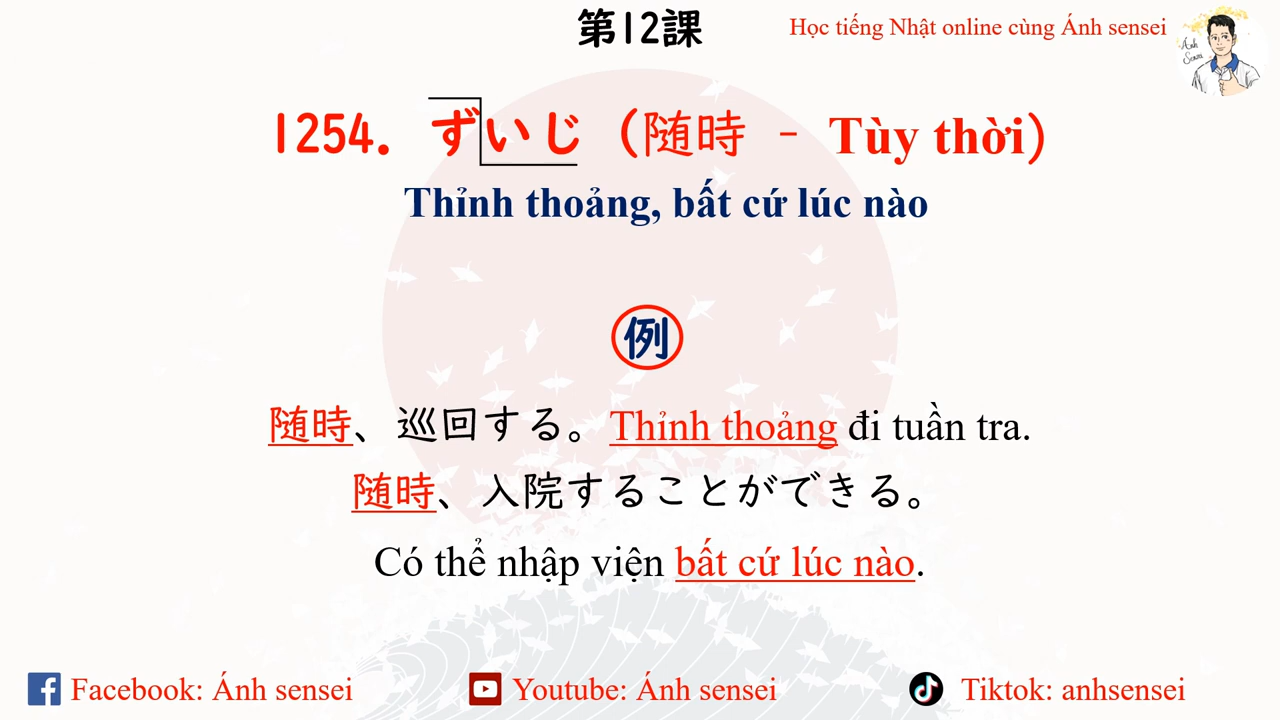 第12課
Học tiếng Nhật online cùng Ánh sensei
Ánh Sensei
1254. ずいじ (随時 - Tùy thời)
Thỉnh thoảng, bất cứ lúc nào
例
随時、巡回する。Thỉnh thoảng đi tuần tra.
随時、入院することができる。
Có thể nhập viện bất cứ lúc nào.
Facebook: Ánh sensei
Youtube: Ánh sensei
Tiktok: anhsensei